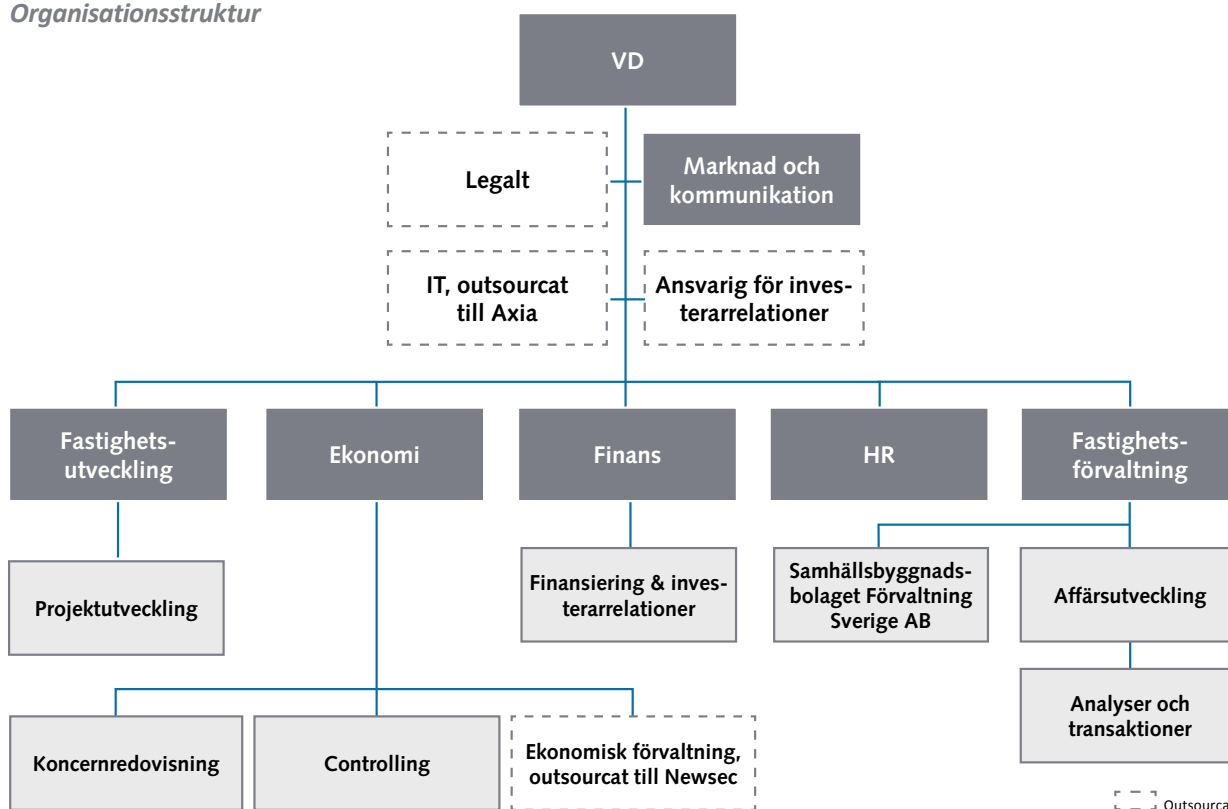 Organisationsstruktur
VD
Legalt
Marknad och
kommunikation
IT, outsourcat
till Axia
Ansvarig för inves-
terarrelationer
Fastighets-
utveckling
Ekonomi
Finans
HR
Fastighets-
förvaltning
Projektutveckling
Finansiering & inves-
terarrelationer
Samhällsbyggnads-
bolaget Förvaltning
Sverige AB
Affärsutveckling
Analyser och
transaktioner
Koncernredovisning
Controlling
Ekonomisk förvaltning,
outsourcat till Newsec